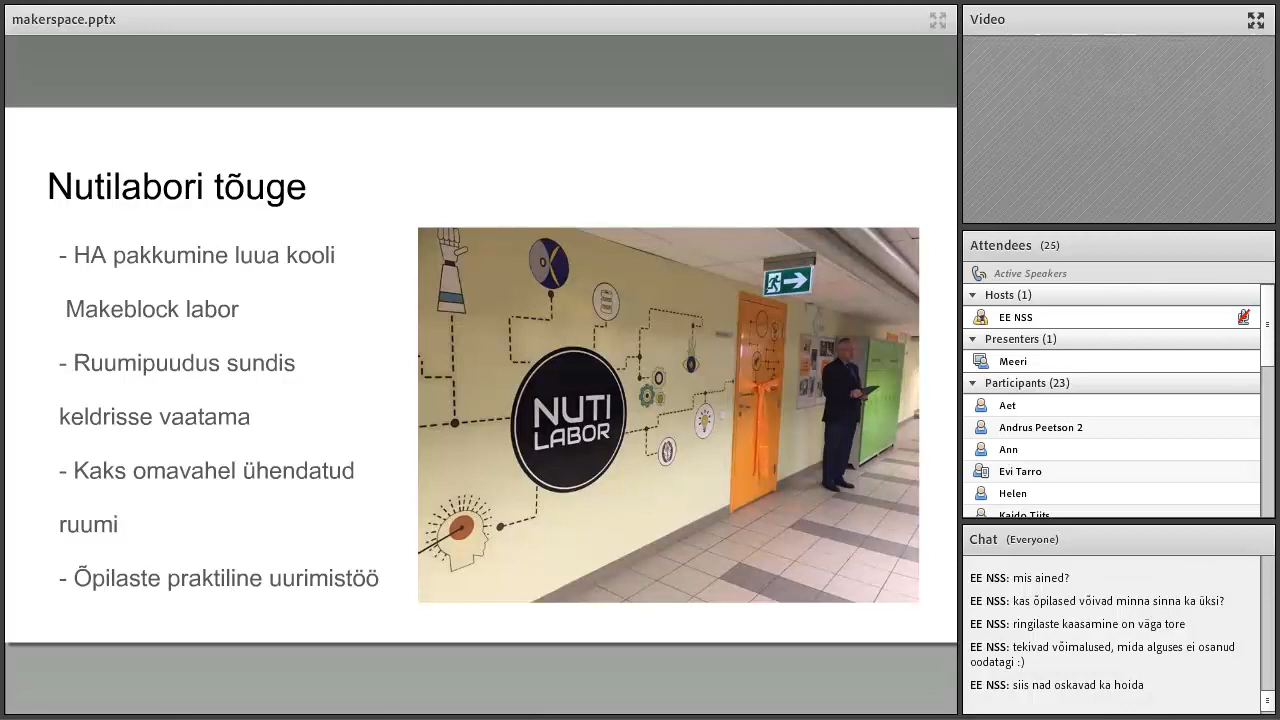 makerspace.pptx
Nutilabori tõuge
- HA pakkumine luua kooli
Makeblock labor
- Ruumipuudus sundis
keldrisse vaatama
- Kaks omavahel ühendatud
ruumi
- Õpilaste praktiline uurimistöö
NUTI
LABOR
Video
Attendees (25)
Active Speakers
Hosts (1)
EE NSS
Presenters (1)
Meeri
Participants (23)
Aet
Andrus Peetson 2
Ann
Evi Tarro
Helen
Kaido Tiits
Chat (Everyone)
EE NSS: mis ained?
EE NSS: kas õpilased võivad minna sinna ka üksi?
EE NSS: ringilaste kaasamine on väga tore
EE NSS: tekivad võimalused, mida alguses ei osanud
oodatagi :)
EE NSS: siis nad oskavad ka hoida